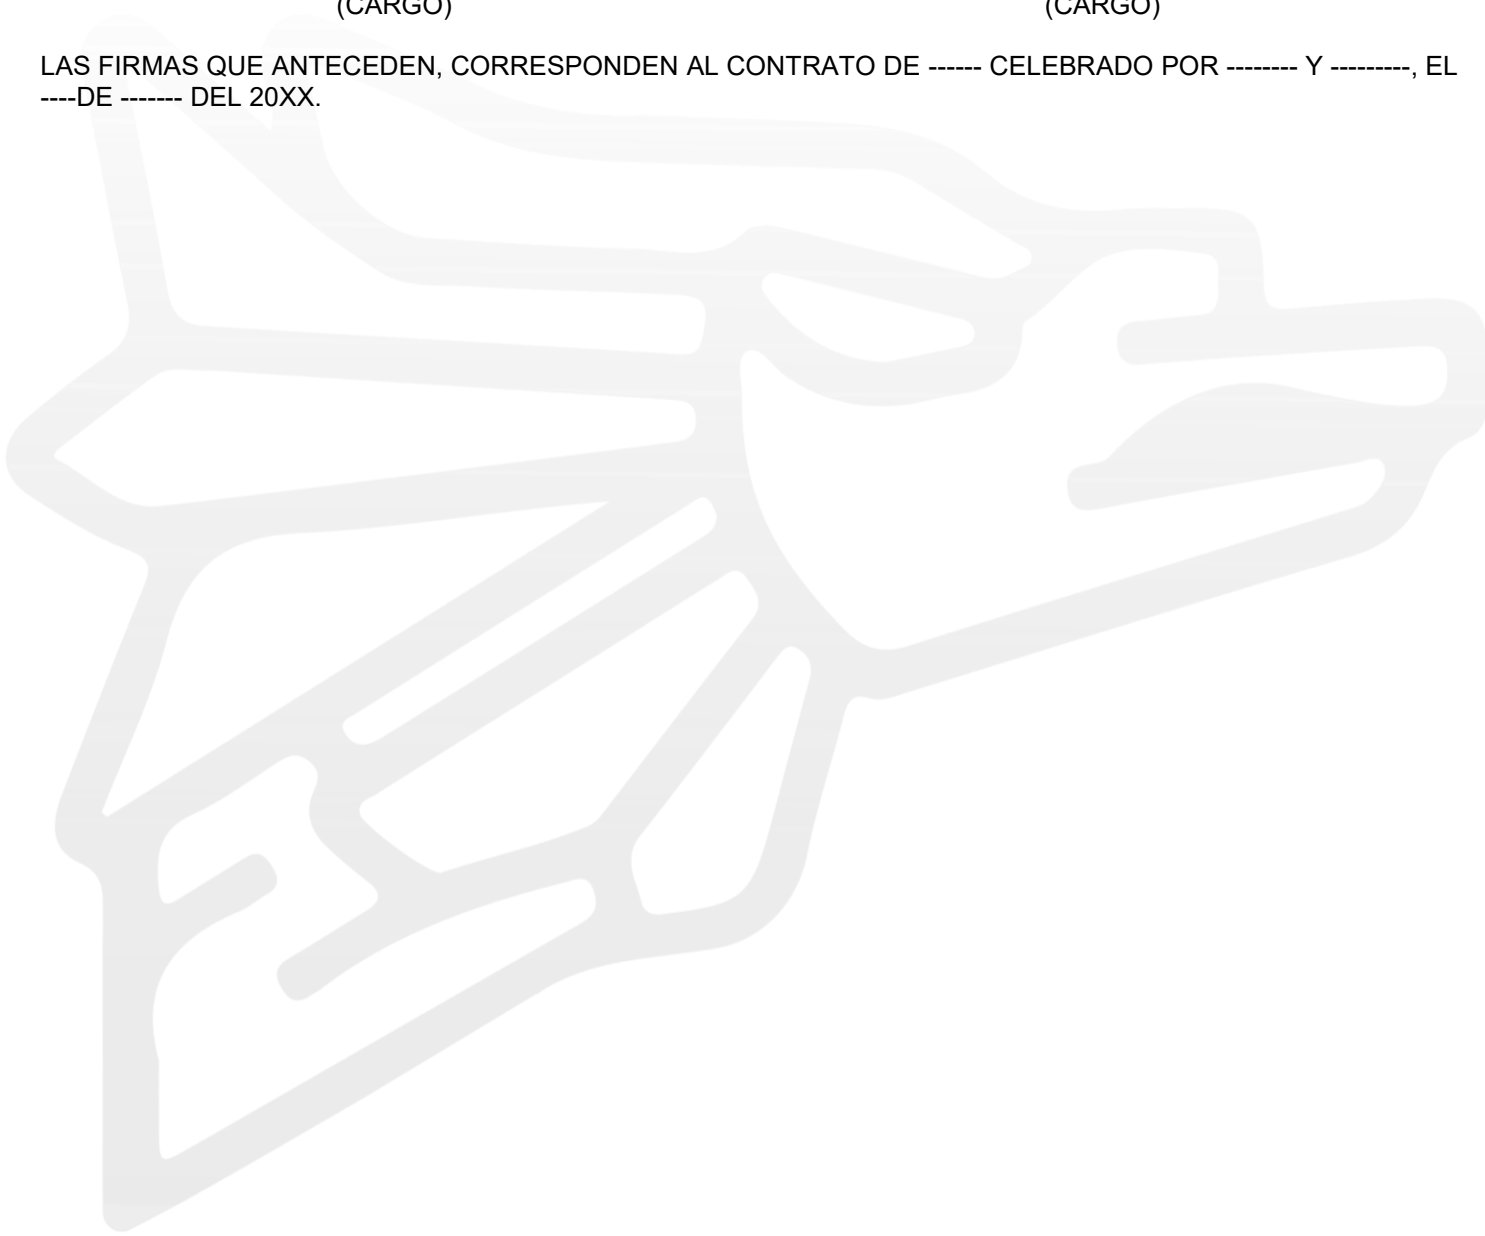 (CARGO) (CARGO)
LAS FIRMAS QUE ANTECEDEN, CORRESPONDEN AL CONTRATO DE ------ CELEBRADO POR -------- Y ---------, EL
----DE ------- DEL 20XX.